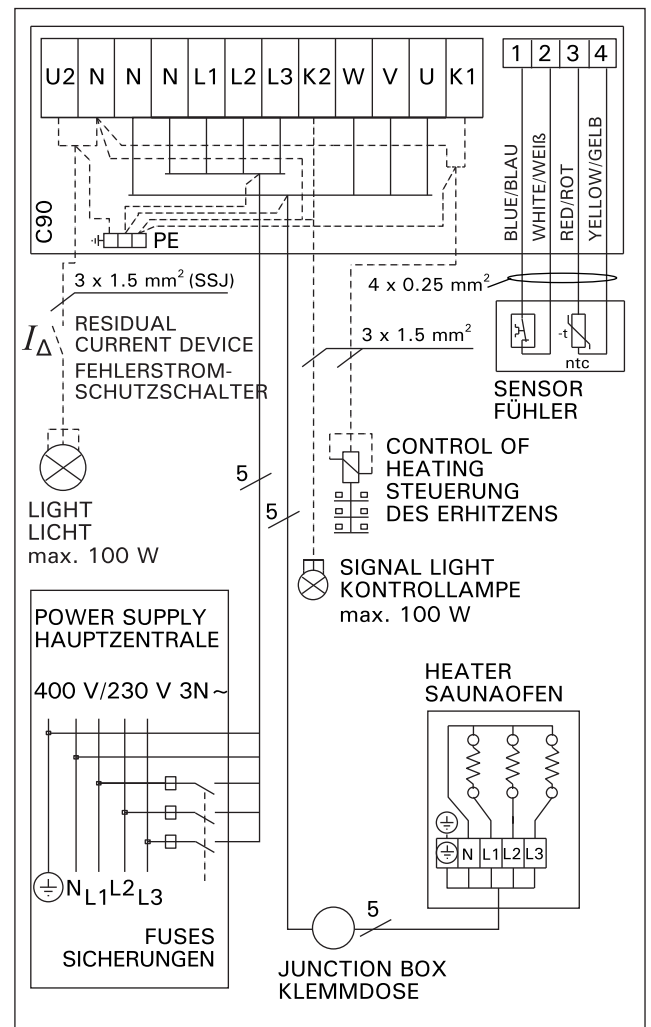 U2 N N N L1 L2 L3 K2 W V U K1
1 2 3 4
BLUE/BLAU
WHITE/WEIß
RED/ROT
YELLOW/GELB
C90
PE
3 x 1.5 mm² (SSJ)
4 x 0.25 mm²
I∆
RESIDUAL
CURRENT DEVICE
FEHLERSTROM-
SCHUTZSCHALTER
3 x 1.5 mm²
-t
ntc
SENSOR
FÜHLER
LIGHT
LICHT
max. 100 W
5
5
CONTROL OF
HEATING
STEUERUNG
DES ERHITZENS
SIGNAL LIGHT
KONTROLLAMPE
max. 100 W
POWER SUPPLY
HAUPTZENTRALE
400 V/230 V 3N~
N L1 L2 L3
FUSES
SICHERUNGEN
HEATER
SAUNAOFEN
N L1 L2 L3
5
JUNCTION BOX
KLEMMDOSE